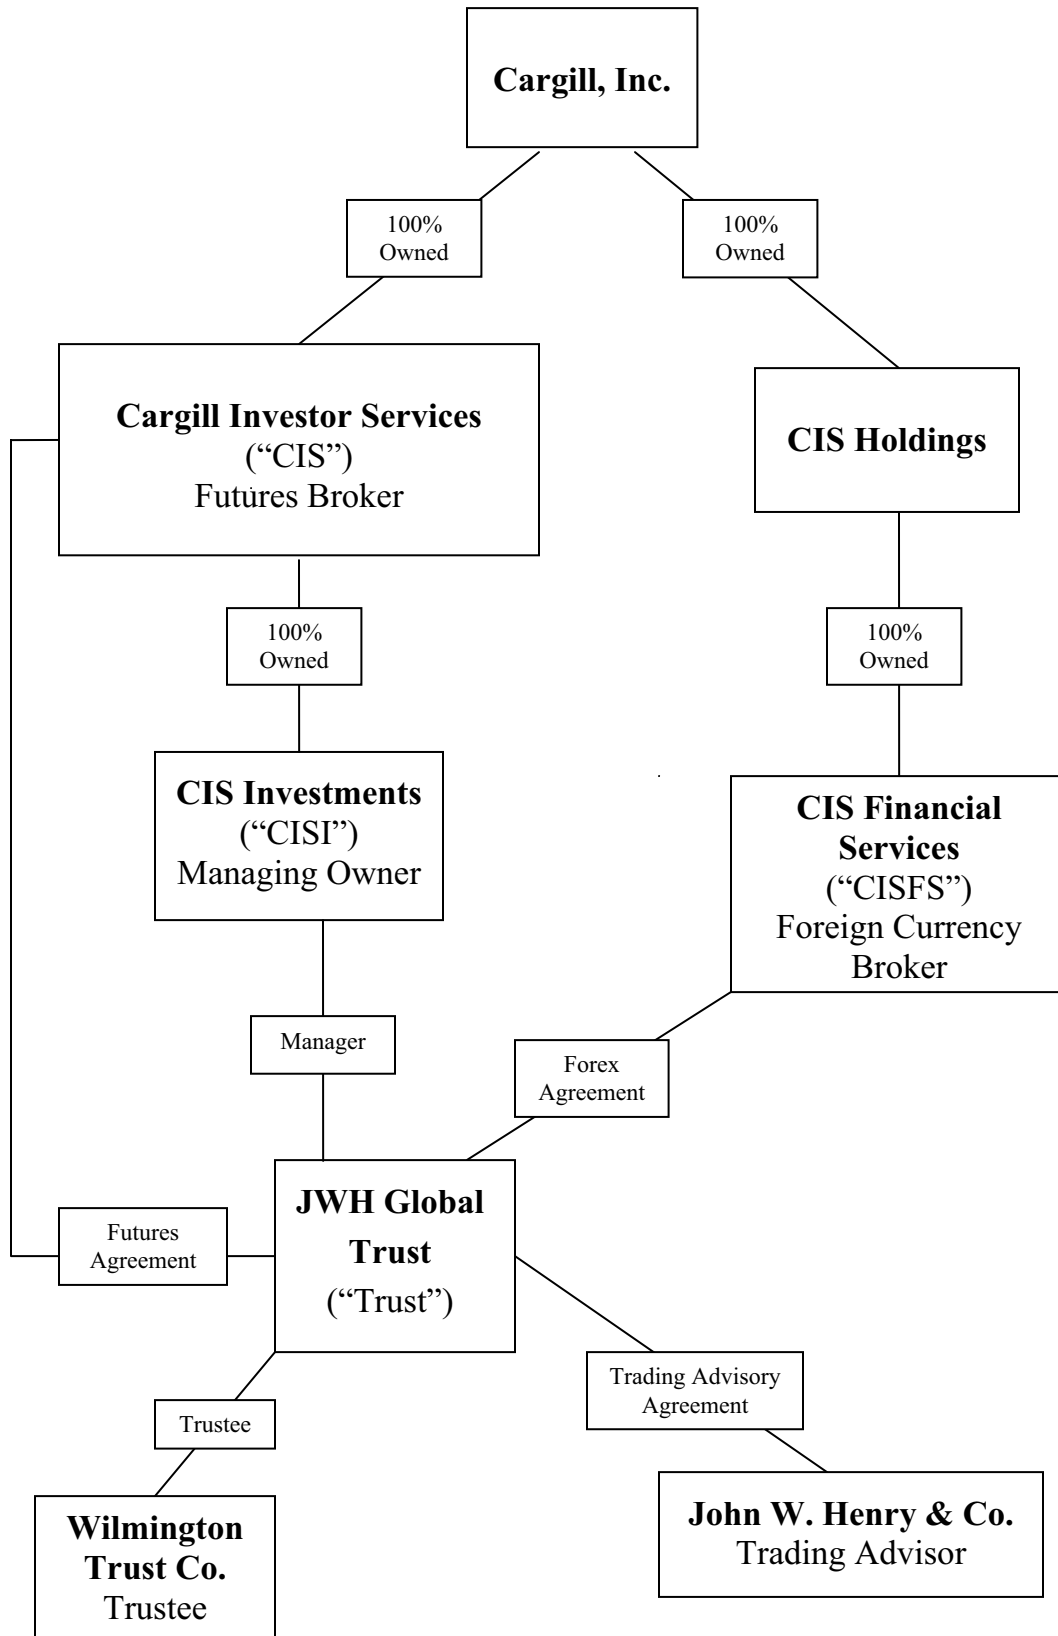 Cargill, Inc.
100%
Owned
100%
Owned
Cargill Investor Services
(“CIS”)
Futures Broker
CIS Holdings
100%
Owned
100%
Owned
CIS Investments
(“CISI”)
Managing Owner
CIS Financial
Services
(“CISFS”)
Foreign Currency
Broker
Manager
Forex
Agreement
JWH Global
Trust
(“Trust”)
Futures
Agreement
Trading Advisory
Agreement
Trustee
John W. Henry & Co.
Trading Advisor
Wilmington
Trust Co.
Trustee